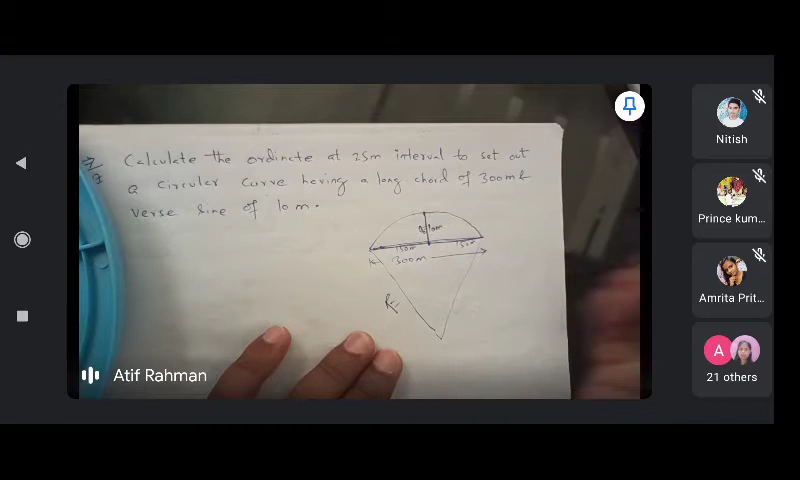 Calculate the ordinate at 25m interval to set out
a circular curve having a long chord of 300m &
verse sine of 10m.
10m
150m
150m
300m
R
Atif Rahman
Nitish
Prince kum...
Amrita Prit...
A
21 others